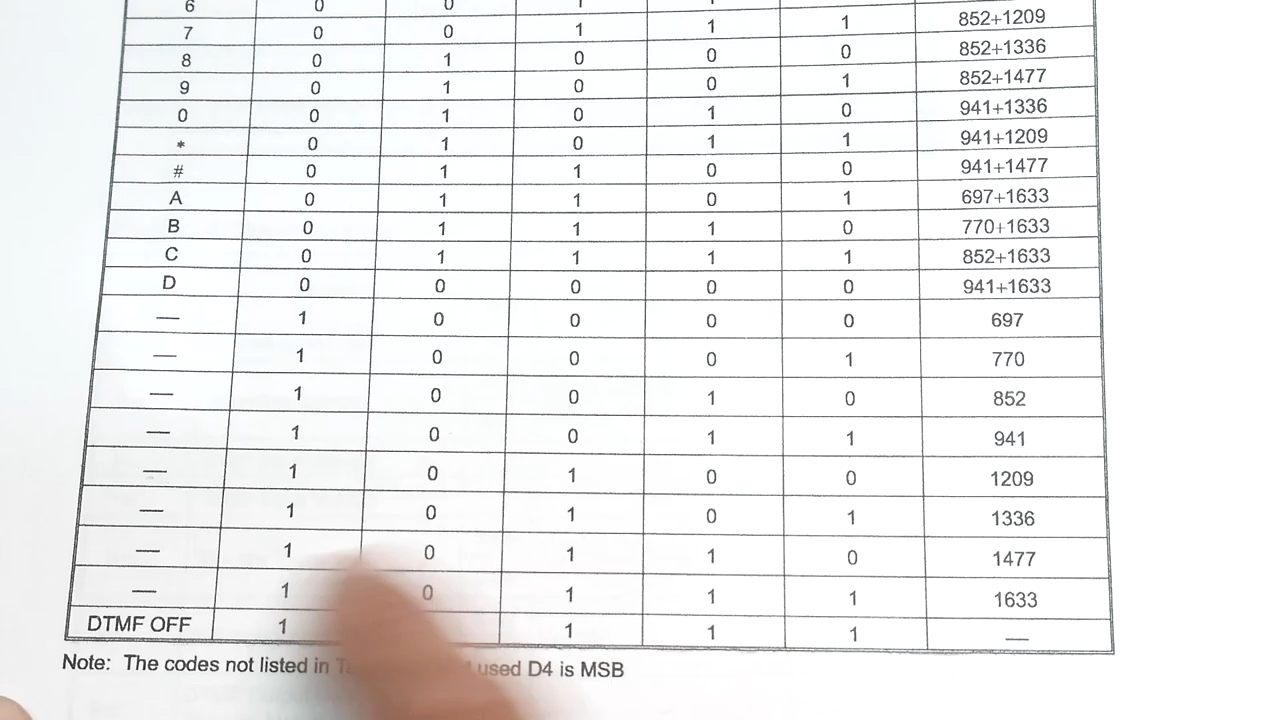 6 0 0 1 1
7 0 0 1 1 1 852+1209
8 0 1 0 0 0 852+1336
9 0 1 0 0 1 852+1477
0 0 1 0 1 0 941+1336
* 0 1 0 1 1 941+1209
# 0 1 1 0 0 941+1477
A 0 1 1 0 1 697+1633
B 0 1 1 1 0 770+1633
C 0 1 1 1 1 852+1633
D 0 0 0 0 0 941+1633
— 1 0 0 0 0 697
— 1 0 0 0 1 770
— 1 0 0 1 0 852
— 1 0 0 1 1 941
— 1 0 1 0 0 1209
— 1 0 1 0 1 1336
— 1 0 1 1 0 1477
— 1 0 1 1 1 1633
DTMF OFF 1 1 1 1 —
Note: The codes not listed in used D4 is MSB